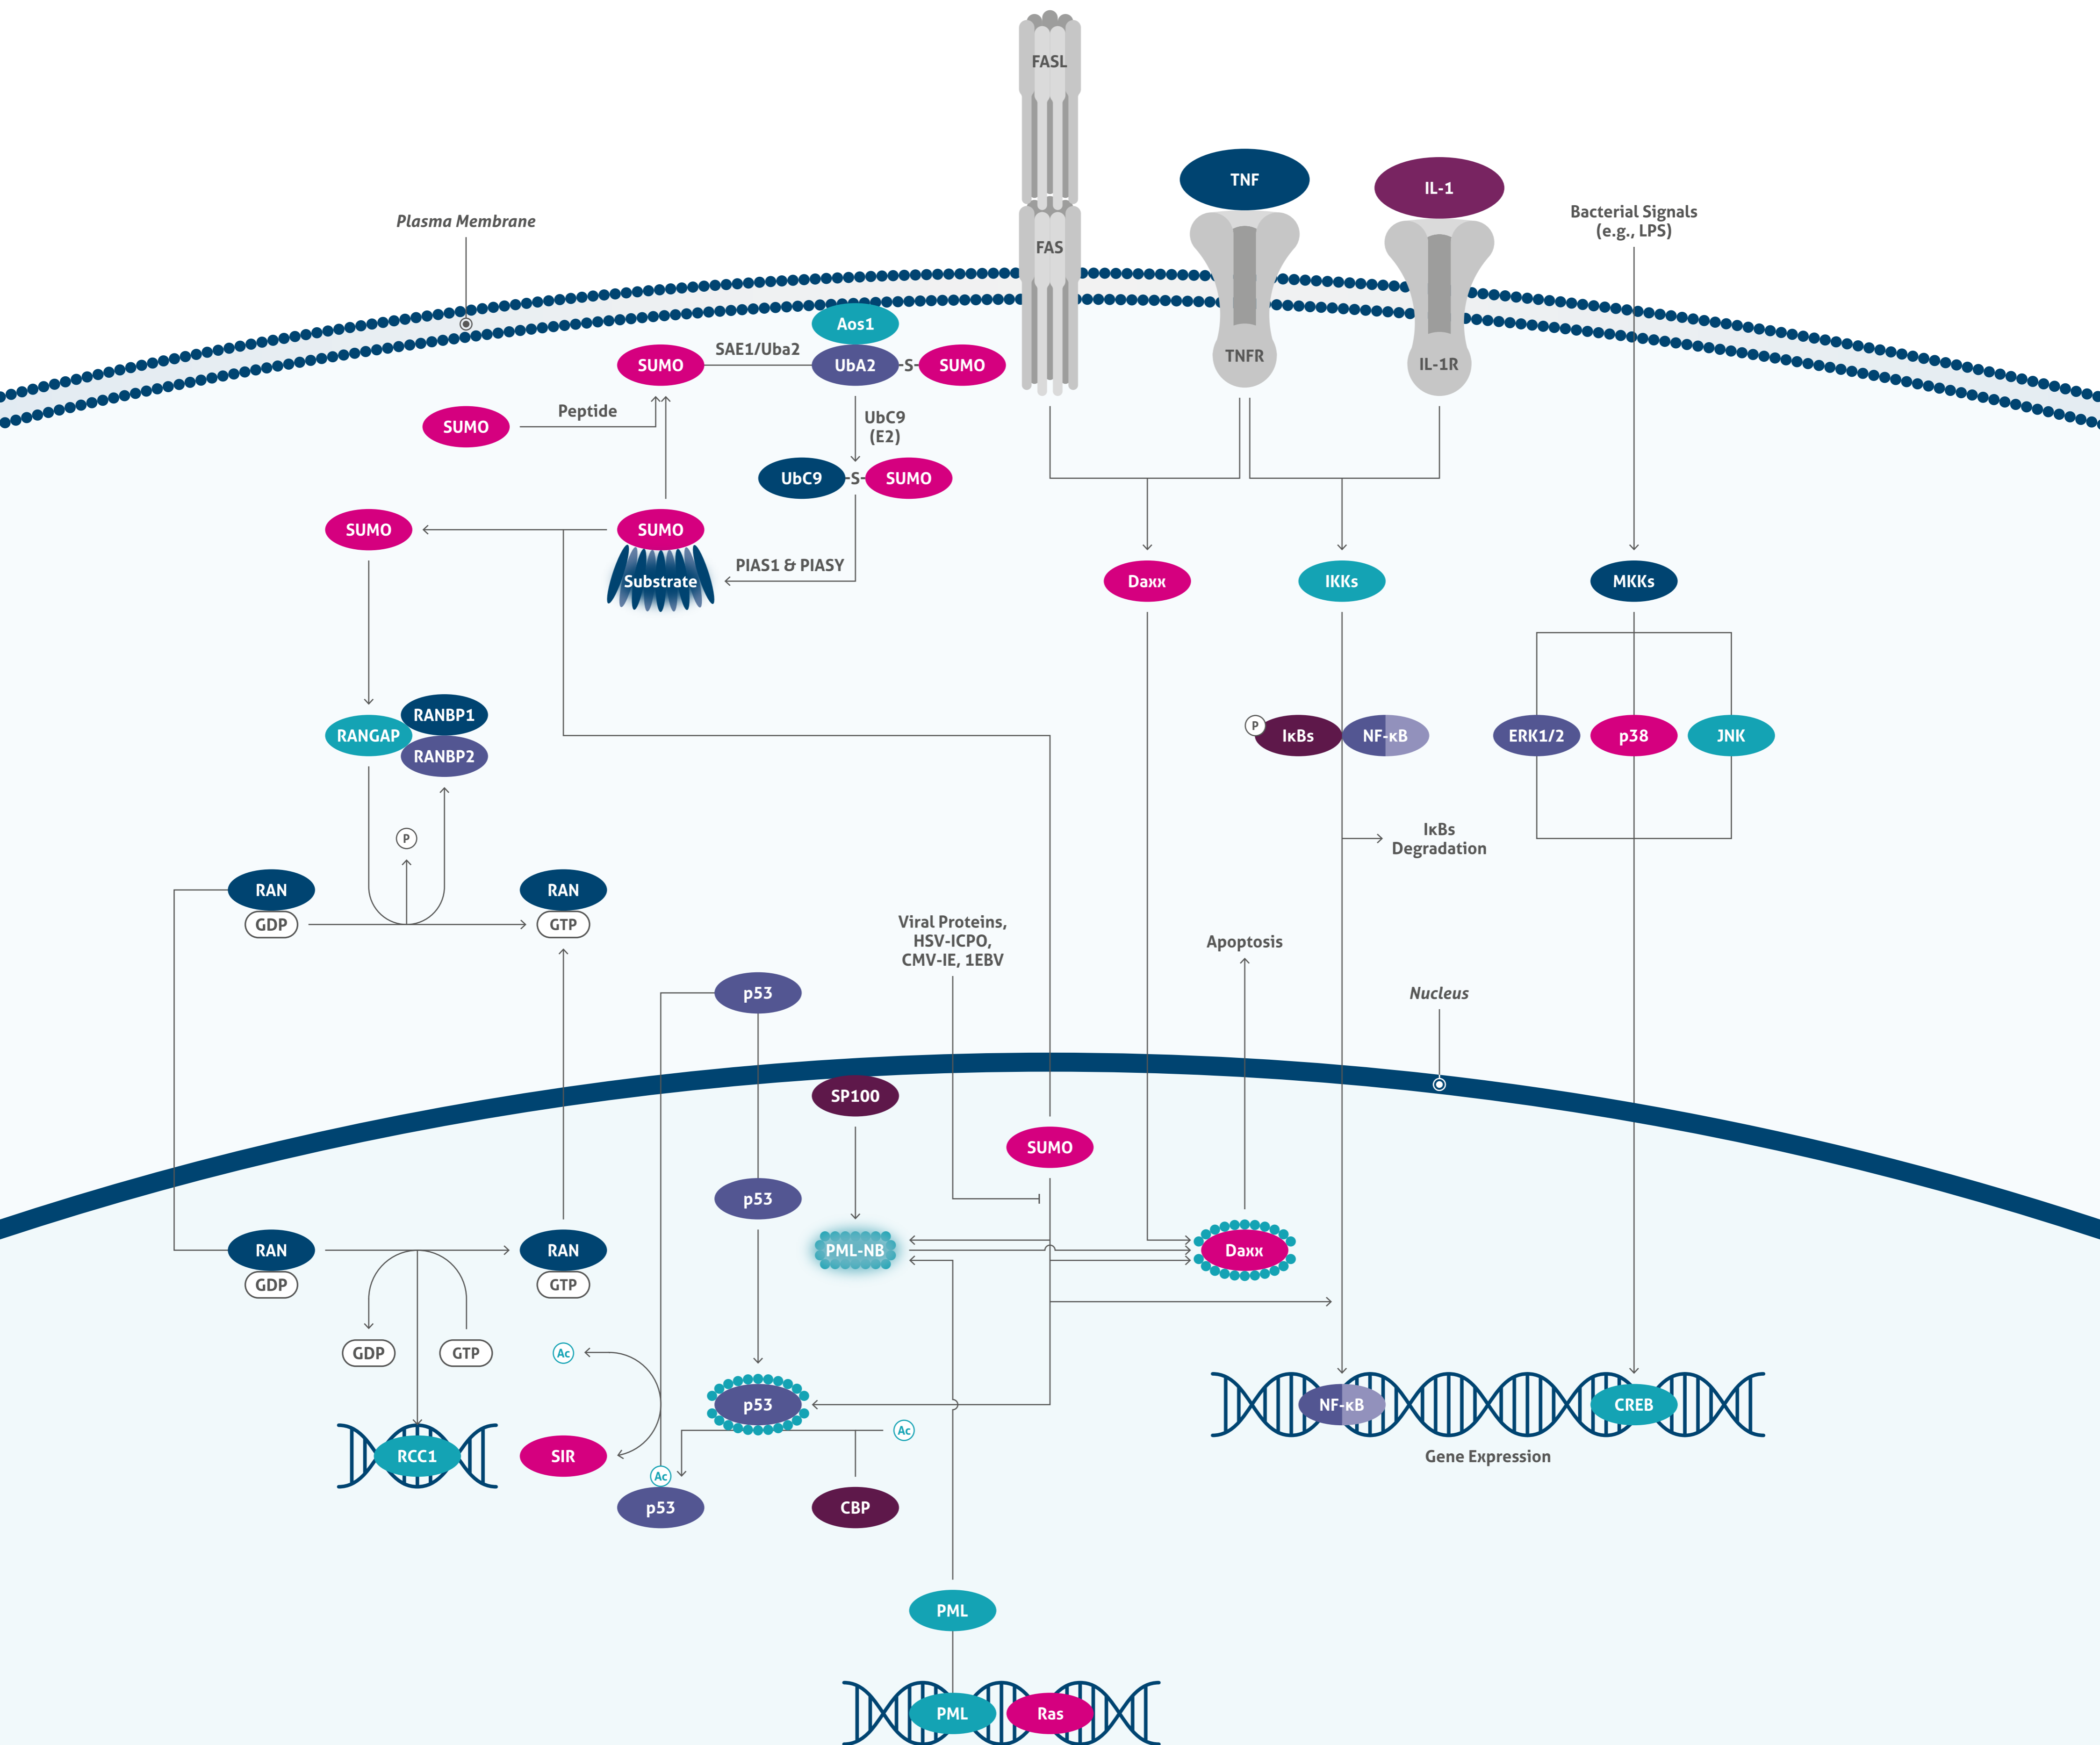 FASL
TNF
IL-1
Bacterial Signals
(e.g., LPS)
Plasma Membrane
FAS
Aos1
SUMO
SAE1/Uba2
UbA2
-S-
SUMO
TNFR
IL-1R
SUMO
Peptide
UbC9
(E2)
UbC9
-S-
SUMO
SUMO
SUMO
Substrate
PIAS1 & PIASY
Daxx
IKKs
MKKs
RANBP1
RANGAP
RANBP2
P
IκBs
NF-κB
ERK1/2
p38
JNK
P
IκBs
Degradation
RAN
GDP
RAN
GTP
Viral Proteins,
HSV-ICPO,
CMV-IE, 1EBV
Apoptosis
p53
Nucleus
SP100
SUMO
p53
RAN
GDP
RAN
GTP
PML-NB
Daxx
GDP
GTP
Ac
p53
Ac
NF-κB
CREB
Gene Expression
RCC1
SIR
Ac
p53
CBP
PML
PML
Ras